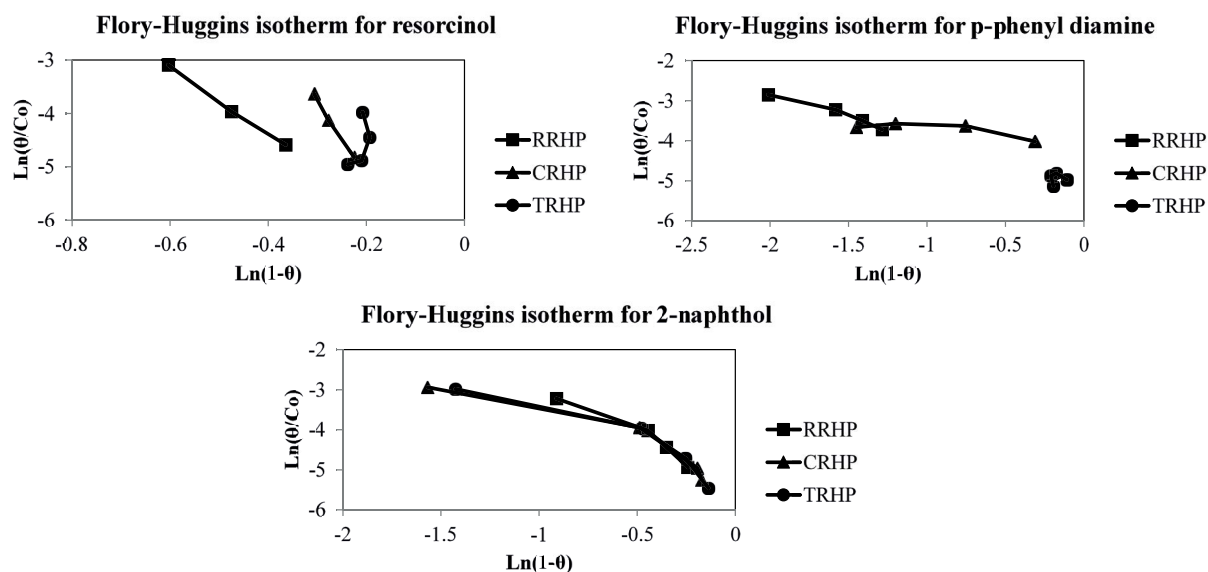 Flory-Huggins isotherm for resorcinol
-3
-4
-5
-6
Ln(θ/Co)
-0.8
-0.6
-0.4
-0.2
0
Ln(1-θ)
RRHP
CRHP
TRHP
Flory-Huggins isotherm for p-phenyl diamine
-2
-3
-4
-5
-6
Ln(θ/Co)
-2.5
-2
-1.5
-1
-0.5
0
Ln(1-θ)
RRHP
CRHP
TRHP
Flory-Huggins isotherm for 2-naphthol
-2
-3
-4
-5
-6
Ln(θ/Co)
-2
-1.5
-1
-0.5
0
Ln(1-θ)
RRHP
CRHP
TRHP